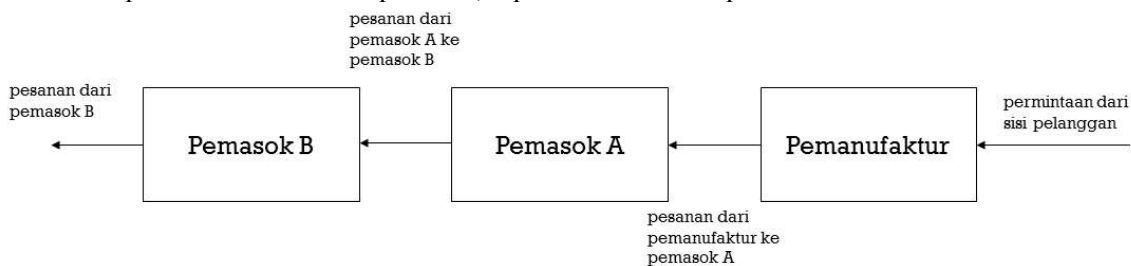 pesanan dari
pemasok A ke
pemasok B
pesanan dari
pemasok B
Pemasok B
Pemasok A
Pemanufaktur
permintaan dari
sisi pelanggan
pesanan dari
pemanufaktur ke
pemasok A